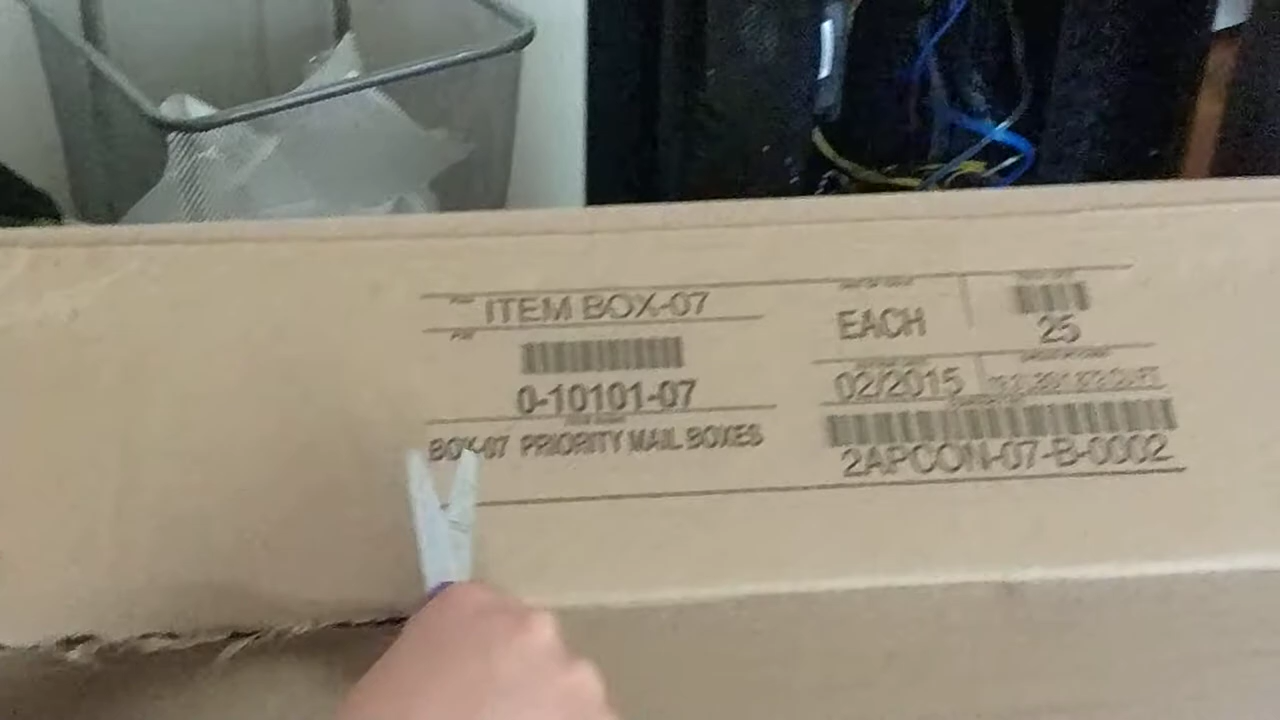 ITEM BOX-07
0-10101-07
BOX-07 PRIORITY MAIL BOXES
EACH
25
02/2015
2APCON-07-B-0002